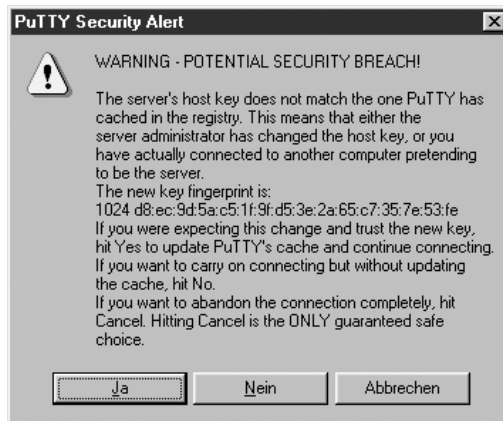 PuTTY Security Alert
WARNING - POTENTIAL SECURITY BREACH!
The server's host key does not match the one PuTTY has
cached in the registry. This means that either the
server administrator has changed the host key, or you
have actually connected to another computer pretending
to be the server.
The new key fingerprint is:
1024 d8:ec:9d:5a:c5:1f:9f:d5:3e:2a:65:c7:35:7e:53:fe
If you were expecting this change and trust the new key,
hit Yes to update PuTTY's cache and continue connecting.
If you want to carry on connecting but without updating
the cache, hit No.
If you want to abandon the connection completely, hit
Cancel. Hitting Cancel is the ONLY guaranteed safe
choice.
Ja Nein Abbrechen